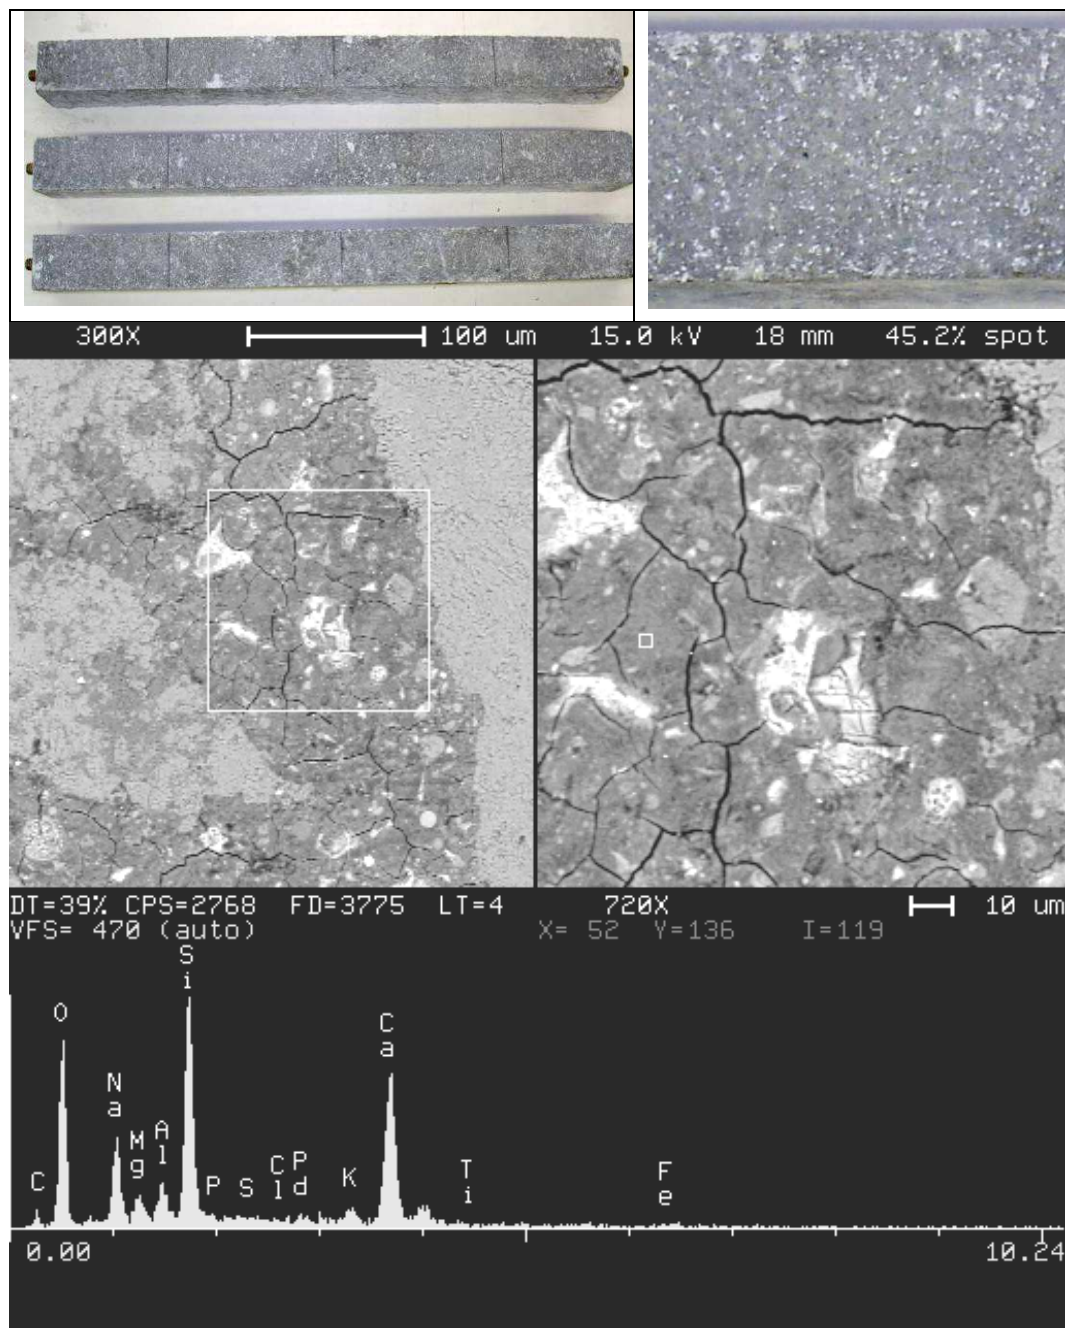 300X 100 um 15.0 kV 18 mm 45.2% spot
DT=39% CPS=2768 FD=3775 LT=4 720X 10 um
VFS= 470 (auto) X= 52 Y=136 I=119
C O Na Mg Al Si P S Cl Pd K Ca Ti Fe
0.00 10.24